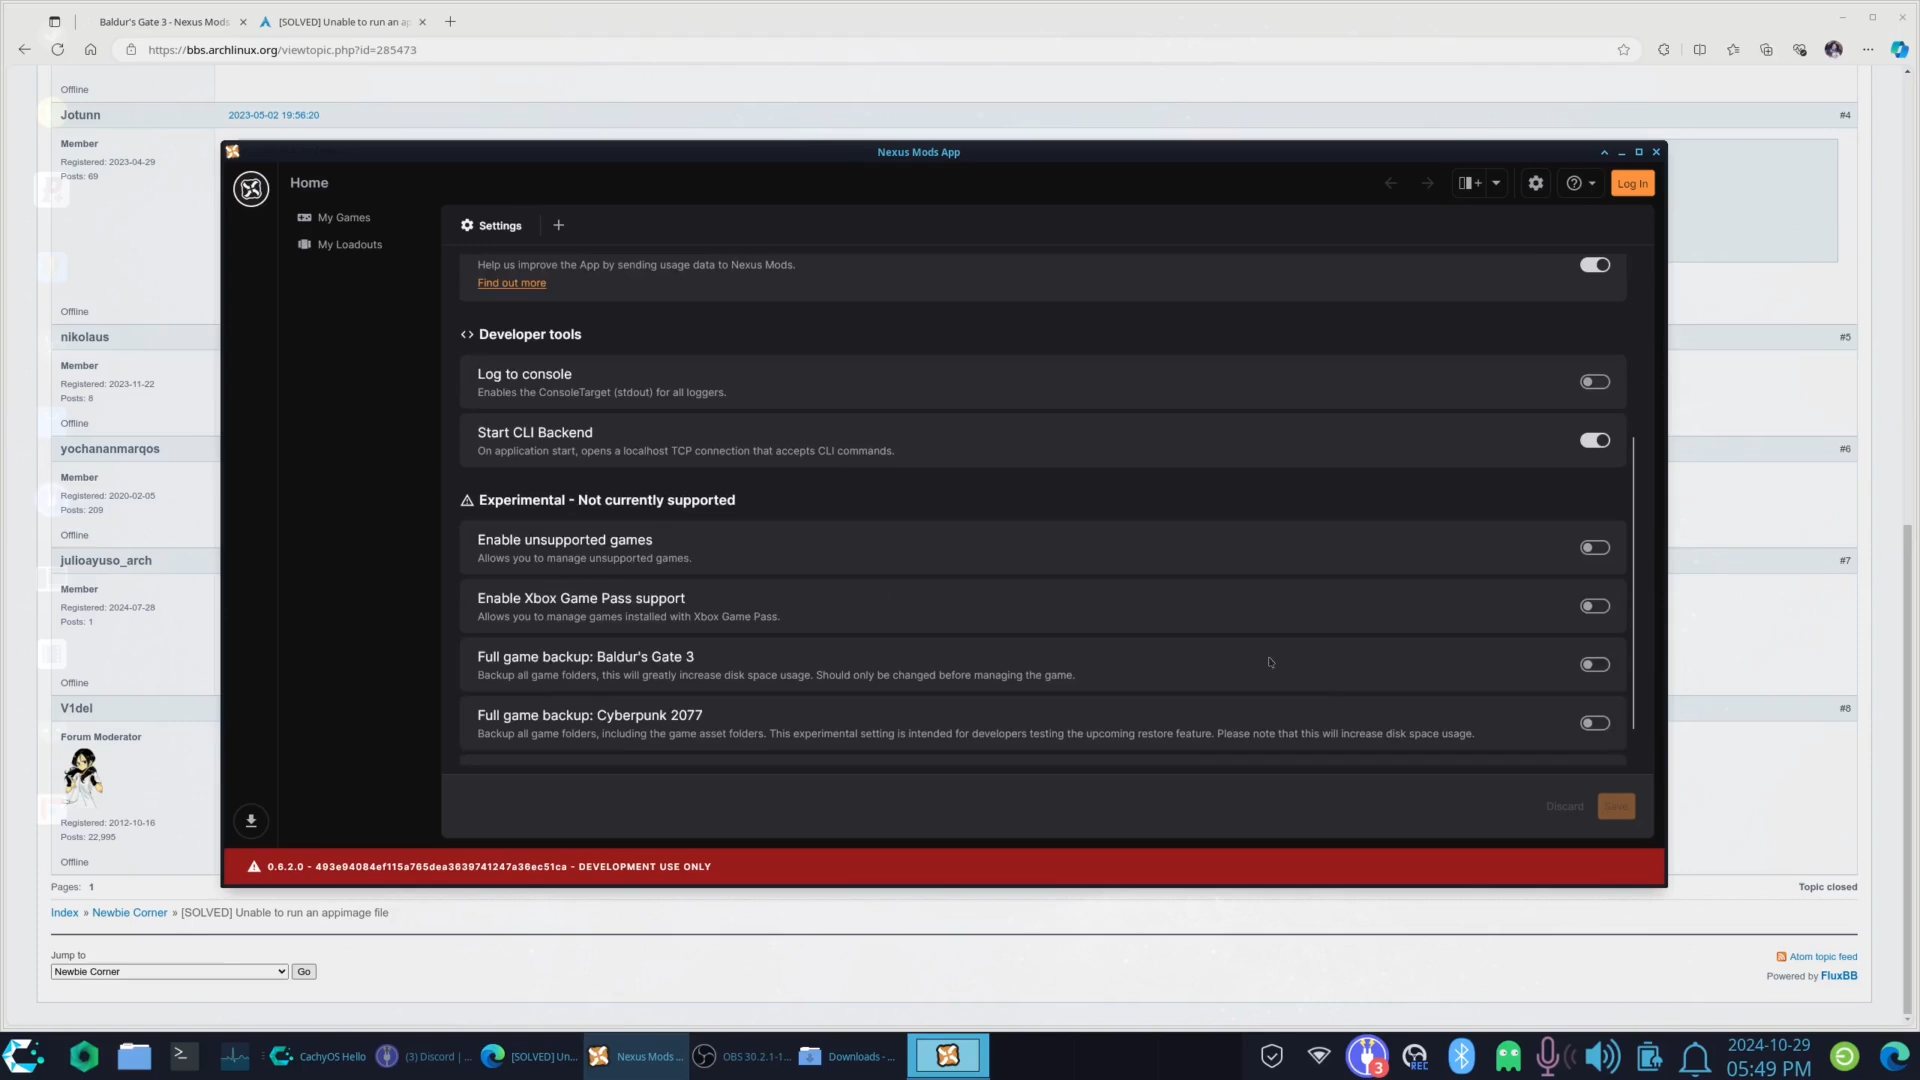 Baldur's Gate 3 - Nexus Mods
[SOLVED] Unable to run an ap
https://bbs.archlinux.org/viewtopic.php?id=285473
Offline
Jotunn
2023-05-02 19:56:20
#4
Member
Registered: 2023-04-29
Posts: 69
Offline
nikolaus
#5
Member
Registered: 2023-11-22
Posts: 8
Offline
yochananmarqos
#6
Member
Registered: 2020-02-05
Posts: 209
Offline
julioayuso_arch
#7
Member
Registered: 2024-07-28
Posts: 1
Offline
V1del
#8
Forum Moderator
Registered: 2012-10-16
Posts: 22,995
Offline
Nexus Mods App
Home
Log In
My Games
My Loadouts
Settings
Help us improve the App by sending usage data to Nexus Mods.
Find out more
<> Developer tools
Log to console
Enables the ConsoleTarget (stdout) for all loggers.
Start CLI Backend
On application start, opens a localhost TCP connection that accepts CLI commands.
Experimental - Not currently supported
Enable unsupported games
Allows you to manage unsupported games.
Enable Xbox Game Pass support
Allows you to manage games installed with Xbox Game Pass.
Full game backup: Baldur's Gate 3
Backup all game folders, this will greatly increase disk space usage. Should only be changed before managing the game.
Full game backup: Cyberpunk 2077
Backup all game folders, including the game asset folders. This experimental setting is intended for developers testing the upcoming restore feature. Please note that this will increase disk space usage.
Discard
Save
0.6.2.0 - 493e94084ef115a765dea3639741247a36ec51ca - DEVELOPMENT USE ONLY
Pages: 1
Topic closed
Index » Newbie Corner » [SOLVED] Unable to run an appimage file
Jump to
Newbie Corner
Go
Atom topic feed
Powered by FluxBB
CachyOS Hello
(3) Discord | ...
[SOLVED] Un...
Nexus Mods ...
OBS 30.2.1-1...
Downloads - ...
3
REC
2024-10-29
05:49 PM